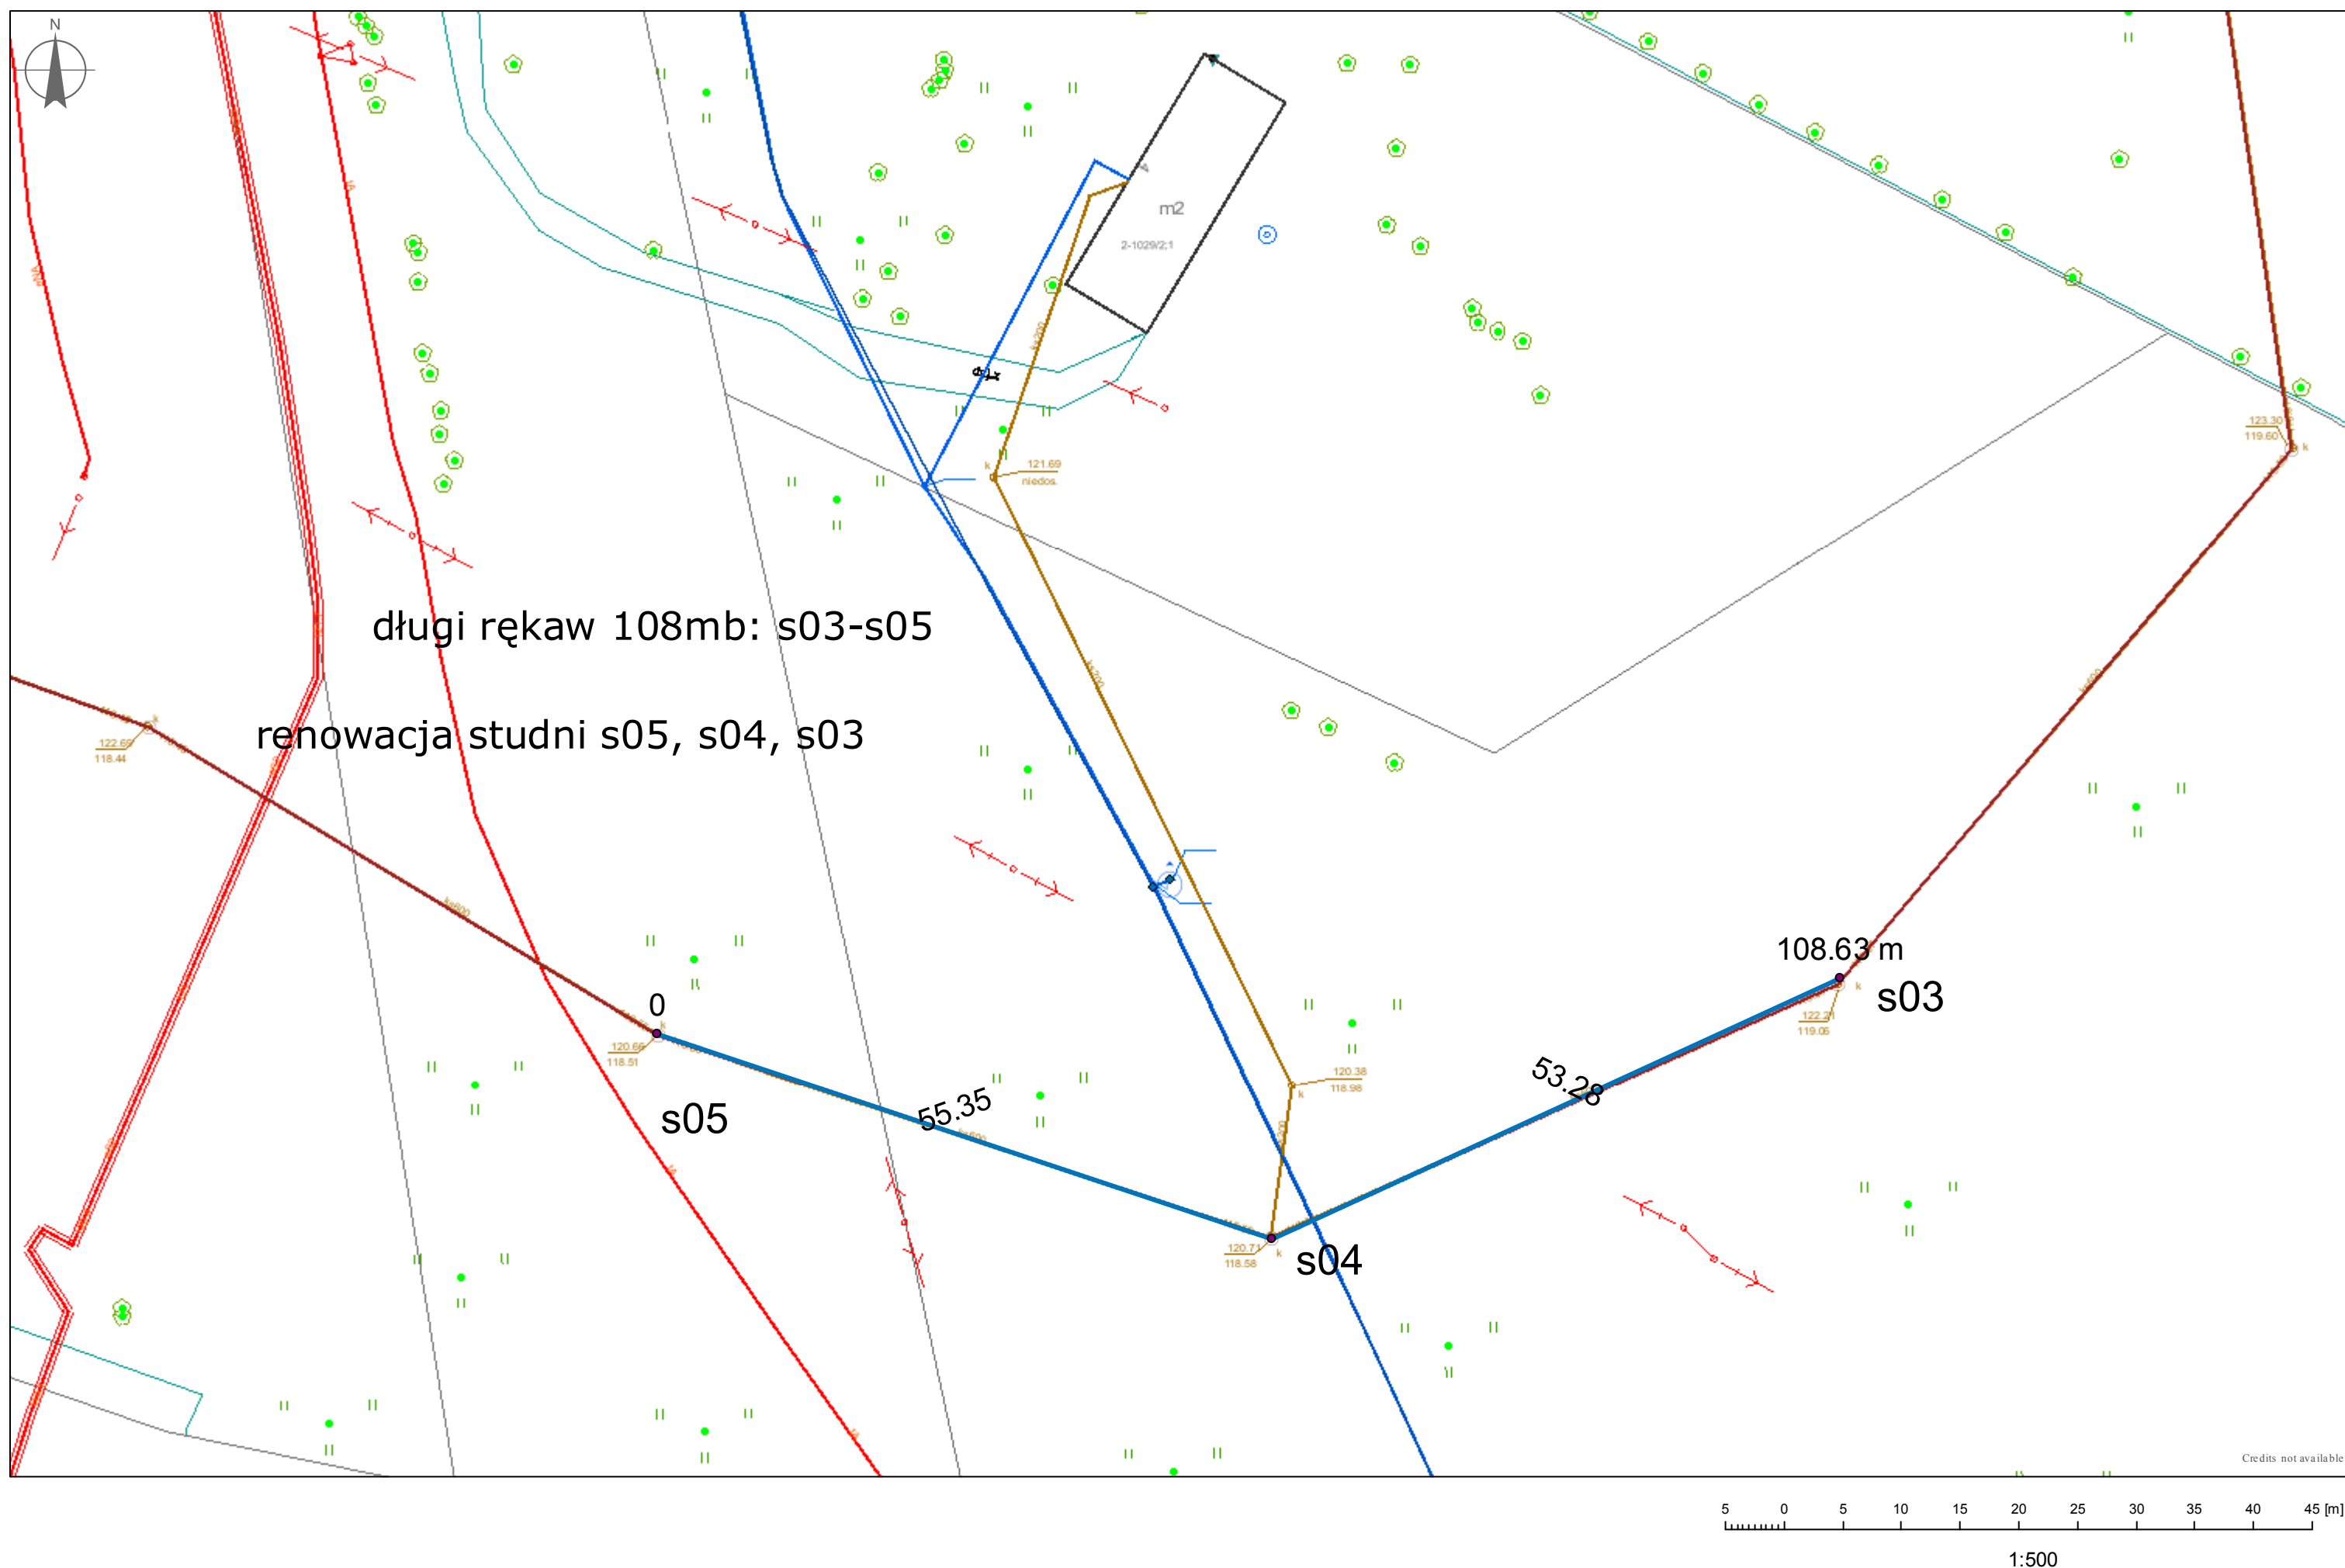 N
m2
2-1029/2;1
ks200
123.30
119.60
k
k
121.69
niedos.
długi rękaw 108mb: s03-s05
ks200
k
renowacja studni s05, s04, s03
122.69
118.44
ks600
108.63 m
s03
k
122.21
119.06
0
k
120.66
118.51
s05
55.35
53.28
120.38
118.98
k
s04
120.71
118.58
k
Credits not available
5 0 5 10 15 20 25 30 35 40 45 [m]
1:500